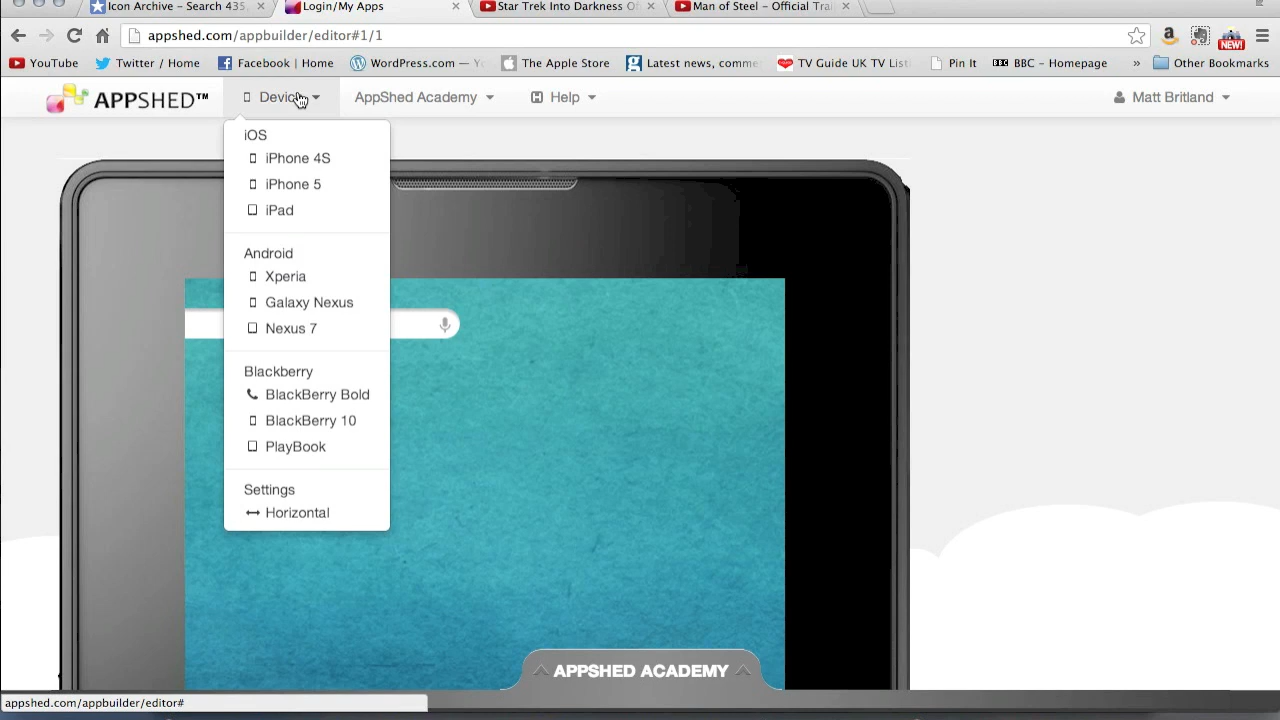 Icon Archive – Search 435,
Login/My Apps
Star Trek Into Darkness Of
Man of Steel – Official Trai
appshed.com/appbuilder/editor#1/1
NEW!
YouTube
Twitter / Home
Facebook | Home
WordPress.com — Yo
The Apple Store
Latest news, comme
TV Guide UK TV Listi
Pin It
BBC – Homepage
»
Other Bookmarks
APPSHED™
Device
AppShed Academy
Help
Matt Britland
iOS
iPhone 4S
iPhone 5
iPad
Android
Xperia
Galaxy Nexus
Nexus 7
Blackberry
BlackBerry Bold
BlackBerry 10
PlayBook
Settings
Horizontal
APPSHED ACADEMY
appshed.com/appbuilder/editor#